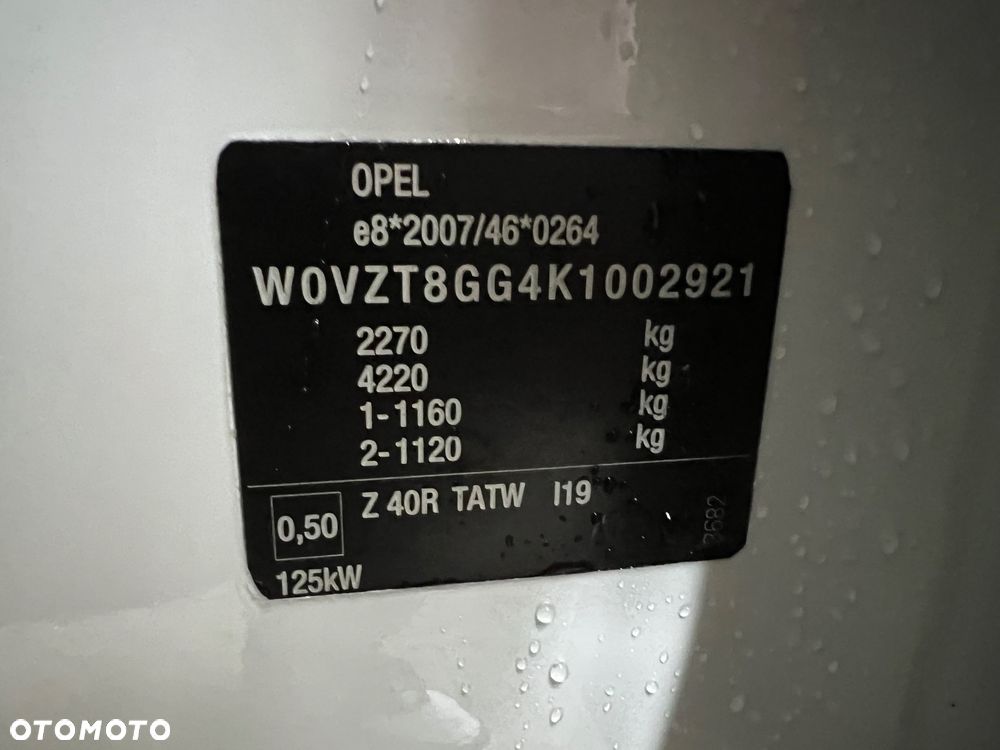 OPEL
e8*2007/46*0264
W0VZT8GG4K1002921
2270 kg
4220 kg
1-1160 kg
2-1120 kg
0,50 Z 40R TATW I19
3682
125kW
OTOMOTO